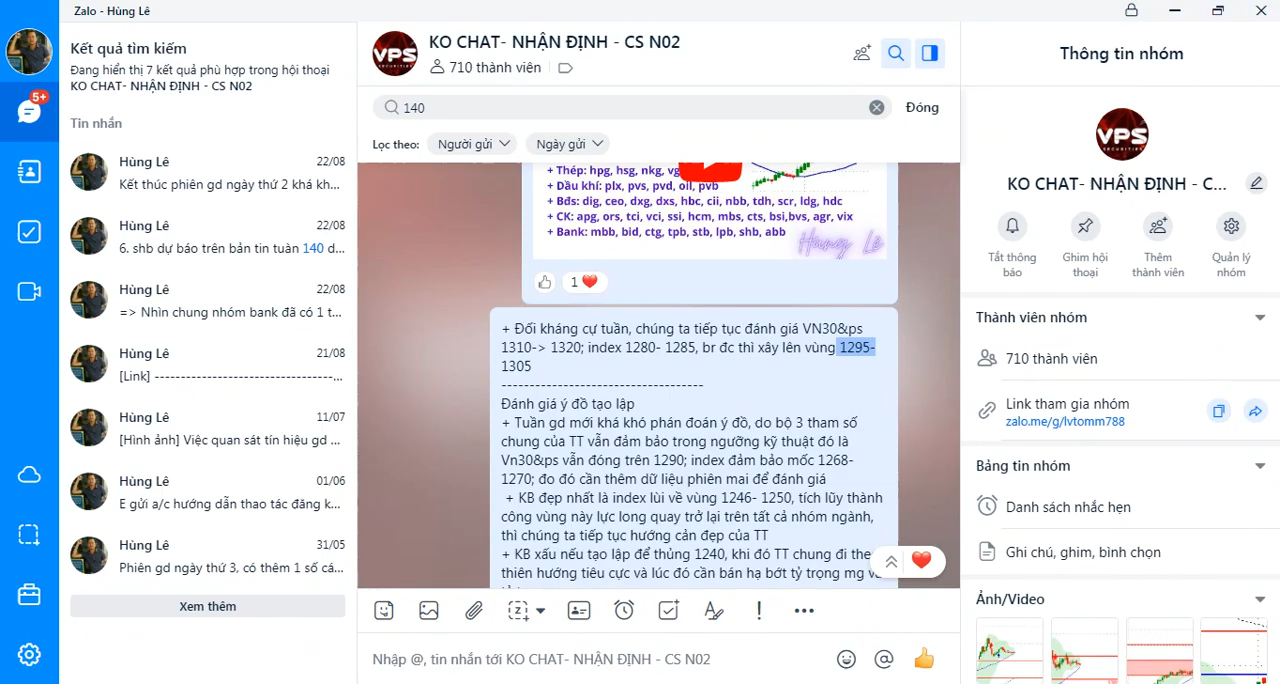 Zalo - Hùng Lê
Kết quả tìm kiếm
Đang hiển thị 7 kết quả phù hợp trong hội thoại
KO CHAT- NHẬN ĐỊNH - CS N02
Tin nhắn
5+
Hùng Lê 22/08
Kết thúc phiên gd ngày thứ 2 khá kh...
Hùng Lê 22/08
6. shb dự báo trên bản tin tuàn 140 d...
Hùng Lê 22/08
=> Nhìn chung nhóm bank đã có 1 t...
Hùng Lê 21/08
[Link] ---------------------------------...
Hùng Lê 11/07
[Hình ảnh] Việc quan sát tín hiệu gd ...
Hùng Lê 01/06
E gửi a/c hướng dẫn thao tác đăng k...
Hùng Lê 31/05
Phiên gd ngày thứ 3, có thêm 1 số cá...
Xem thêm
VPS
SECURITIES
KO CHAT- NHẬN ĐỊNH - CS N02
710 thành viên
140
Đóng
Lọc theo: Người gửi Ngày gửi
+ Thép: hpg, hsg, nkg, vg
+ Dầu khí: plx, pvs, pvd, oil, pvb
+ Bđs: dig, ceo, dxg, dxs, hbc, cii, nbb, tdh, scr, ldg, hdc
+ CK: apg, ors, tci, vci, ssi, hcm, mbs, cts, bsi,bvs, agr, vix
+ Bank: mbb, bid, ctg, tpb, stb, lpb, shb, abb
Hùng Lê
1
+ Đối kháng cự tuần, chúng ta tiếp tục đánh giá VN30&ps
1310-> 1320; index 1280- 1285, br đc thì xây lên vùng 1295-
1305
------------------------------------
Đánh giá ý đồ tạo lập
+ Tuần gd mới khá khó phán đoán ý đồ, do bộ 3 tham số
chung của TT vẫn đảm bảo trong ngưỡng kỹ thuật đó là
Vn30&ps vẫn đóng trên 1290; index đảm bảo mốc 1268-
1270; do đó cần thêm dữ liệu phiên mai để đánh giá
+ KB đẹp nhất là index lùi về vùng 1246- 1250, tích lũy thành
công vùng này lực long quay trở lại trên tất cả nhóm ngành,
thì chúng ta tiếp tục hướng cản đẹp của TT
+ KB xấu nếu tạo lập để thủng 1240, khi đó TT chung đi the
thiên hướng tiêu cực và lúc đó cần bán hạ bớt tỷ trọng mg v
Nhập @, tin nhắn tới KO CHAT- NHẬN ĐỊNH - CS N02
Thông tin nhóm
VPS
SECURITIES
KO CHAT- NHẬN ĐỊNH - C...
Tắt thông báo
Ghim hội thoại
Thêm thành viên
Quản lý nhóm
Thành viên nhóm
710 thành viên
Link tham gia nhóm
zalo.me/g/lvtomm788
Bảng tin nhóm
Danh sách nhắc hẹn
Ghi chú, ghim, bình chọn
Ảnh/Video